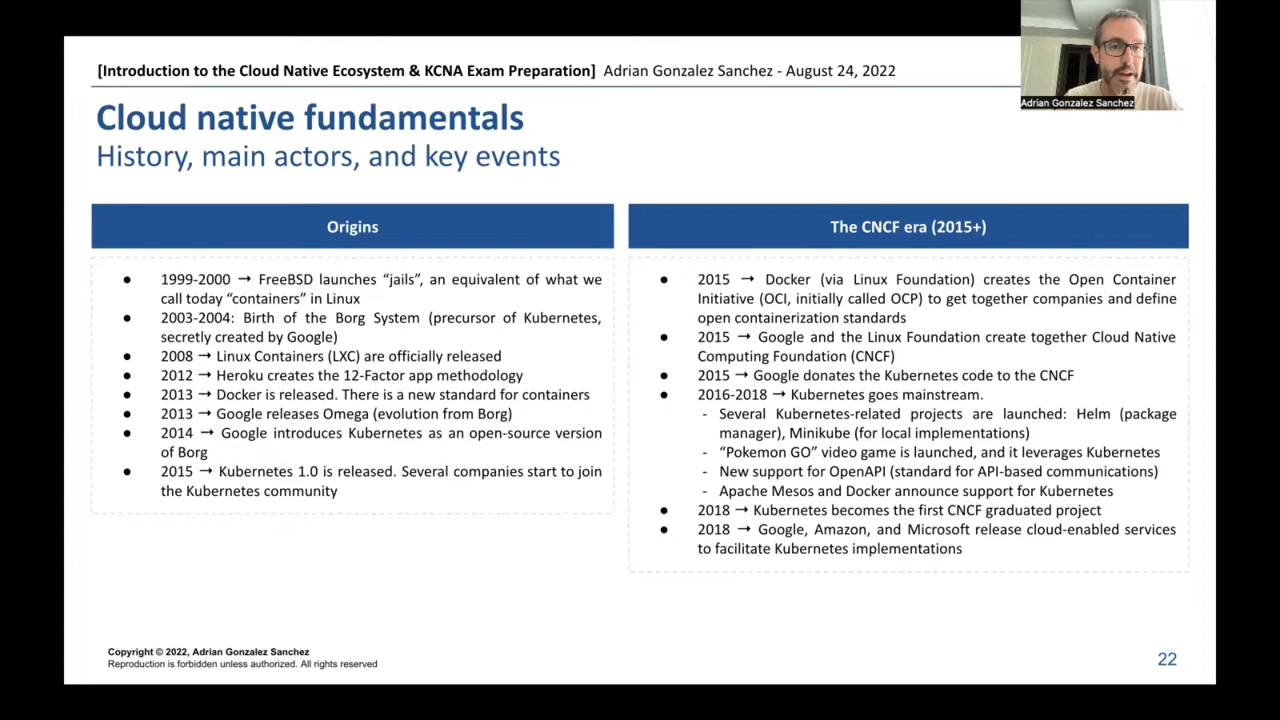 [Introduction to the Cloud Native Ecosystem & KCNA Exam Preparation] Adrian Gonzalez Sanchez - August 24, 2022
Adrian Gonzalez Sanchez
Cloud native fundamentals
History, main actors, and key events
Origins
● 1999-2000 → FreeBSD launches “jails”, an equivalent of what we
call today “containers” in Linux
● 2003-2004: Birth of the Borg System (precursor of Kubernetes,
secretly created by Google)
● 2008 → Linux Containers (LXC) are officially released
● 2012 → Heroku creates the 12-Factor app methodology
● 2013 → Docker is released. There is a new standard for containers
● 2013 → Google releases Omega (evolution from Borg)
● 2014 → Google introduces Kubernetes as an open-source version
of Borg
● 2015 → Kubernetes 1.0 is released. Several companies start to join
the Kubernetes community
The CNCF era (2015+)
● 2015 → Docker (via Linux Foundation) creates the Open Container
Initiative (OCI, initially called OCP) to get together companies and define
open containerization standards
● 2015 → Google and the Linux Foundation create together Cloud Native
Computing Foundation (CNCF)
● 2015 → Google donates the Kubernetes code to the CNCF
● 2016-2018 → Kubernetes goes mainstream.
- Several Kubernetes-related projects are launched: Helm (package
manager), Minikube (for local implementations)
- “Pokemon GO” video game is launched, and it leverages Kubernetes
- New support for OpenAPI (standard for API-based communications)
- Apache Mesos and Docker announce support for Kubernetes
● 2018 → Kubernetes becomes the first CNCF graduated project
● 2018 → Google, Amazon, and Microsoft release cloud-enabled services
to facilitate Kubernetes implementations
Copyright © 2022, Adrian Gonzalez Sanchez
Reproduction is forbidden unless authorized. All rights reserved
22